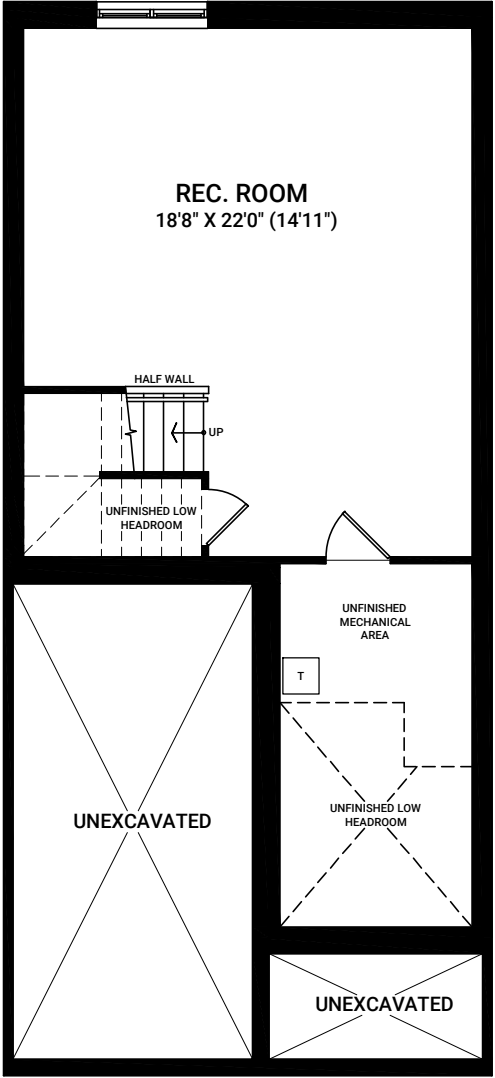 REC. ROOM
18'8" X 22'0" (14'11")
HALF WALL
UP
UNFINISHED LOW
HEADROOM
UNFINISHED
MECHANICAL
AREA
T
UNFINISHED LOW
HEADROOM
UNEXCAVATED
UNEXCAVATED